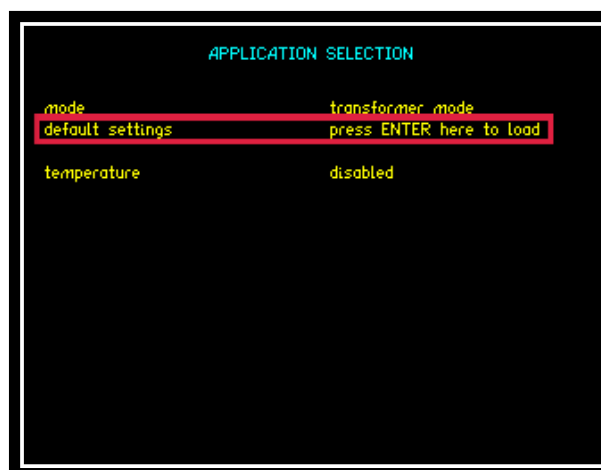 APPLICATION SELECTION
mode transformer mode
default settings press ENTER here to load
temperature disabled